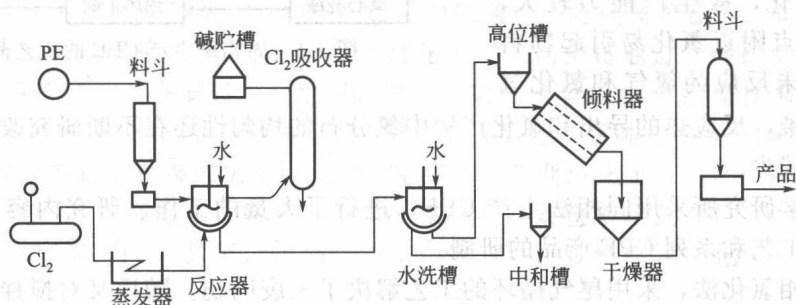 PE
料斗
碱贮槽
Cl₂吸收器
高位槽
料斗
倾料器
水
水
产品
Cl₂
蒸发器
反应器
水洗槽
中和槽
干燥器